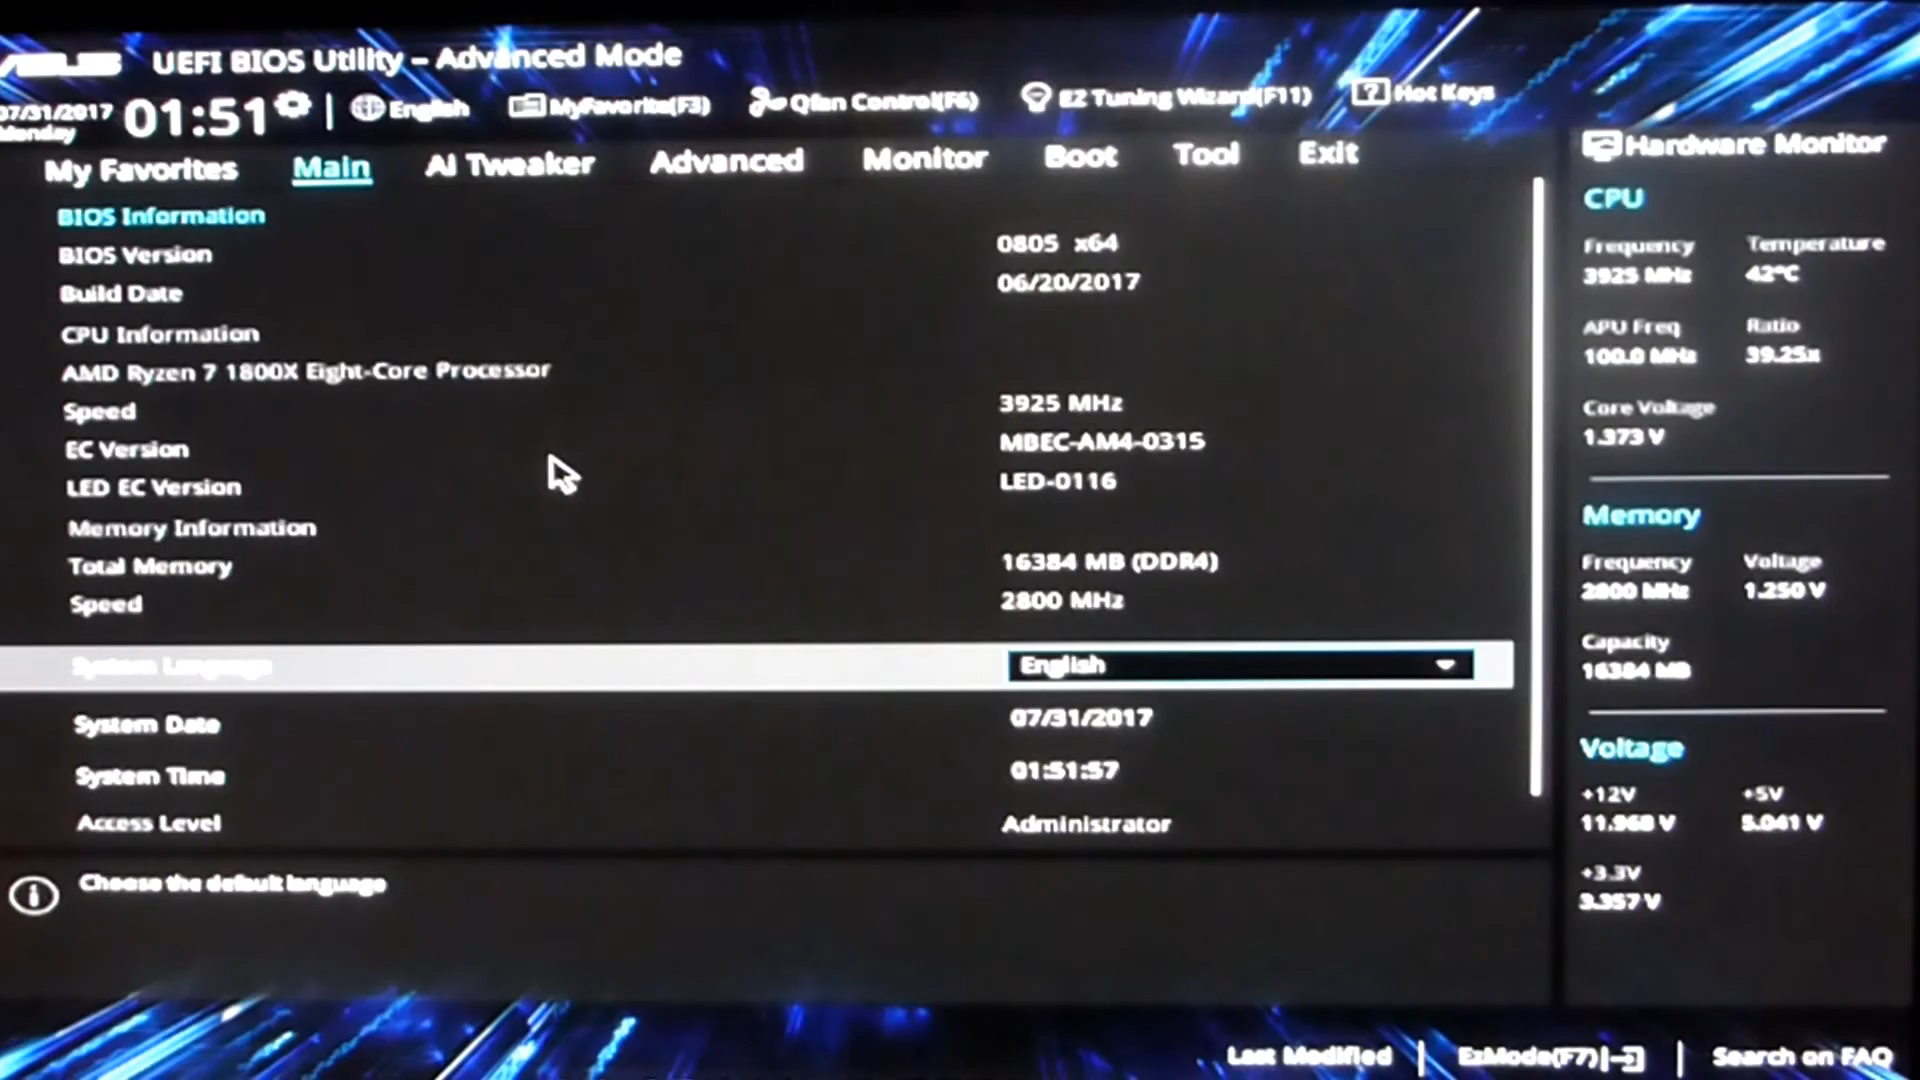 ASUS UEFI BIOS Utility – Advanced Mode
07/31/2017
Monday
01:51 English MyFavorite(F3) Qfan Control(F6) EZ Tuning Wizard(F11) ? Hot Keys
My Favorites Main Ai Tweaker Advanced Monitor Boot Tool Exit
BIOS Information
BIOS Version 0805 x64
Build Date 06/20/2017
CPU Information
AMD Ryzen 7 1800X Eight-Core Processor
Speed 3925 MHz
EC Version MBEC-AM4-0315
LED EC Version LED-0116
Memory Information
Total Memory 16384 MB (DDR4)
Speed 2800 MHz
System Language English
System Date 07/31/2017
System Time 01:51:57
Access Level Administrator
Choose the default language
Hardware Monitor
CPU
Frequency Temperature
3925 MHz 42°C
APU Freq Ratio
100.0 MHz 39.25x
Core Voltage
1.373 V
Memory
Frequency Voltage
2800 MHz 1.250 V
Capacity
16384 MB
Voltage
+12V +5V
11.968 V 5.041 V
+3.3V
3.357 V
Last Modified EzMode(F7) Search on FAQ